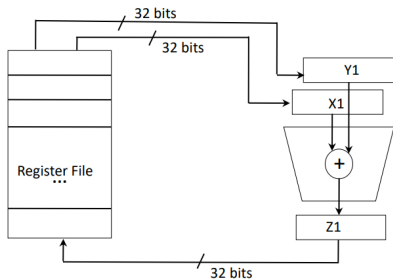 32 bits
32 bits
Y1
X1
+
Register File
...
Z1
32 bits